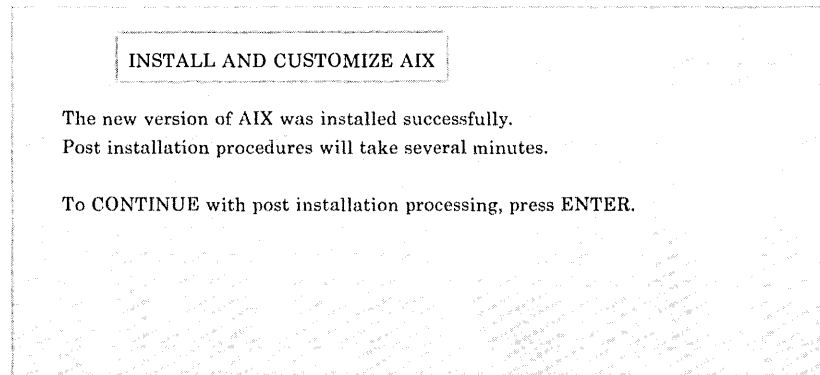 INSTALL AND CUSTOMIZE AIX
The new version of AIX was installed successfully.
Post installation procedures will take several minutes.
To CONTINUE with post installation processing, press ENTER.